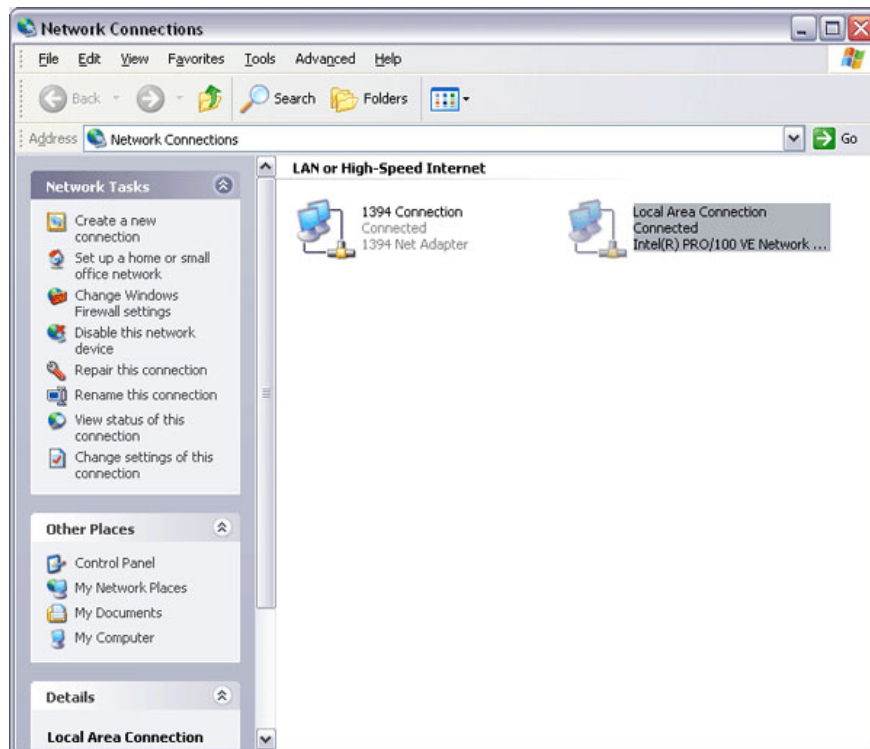 Network Connections
File Edit View Favorites Tools Advanced Help
Back Search Folders
Address Network Connections Go
Network Tasks
Create a new
connection
Set up a home or small
office network
Change Windows
Firewall settings
Disable this network
device
Repair this connection
Rename this connection
View status of this
connection
Change settings of this
connection
Other Places
Control Panel
My Network Places
My Documents
My Computer
Details
Local Area Connection
LAN or High-Speed Internet
1394 Connection
Connected
1394 Net Adapter
Local Area Connection
Connected
Intel(R) PRO/100 VE Network ...